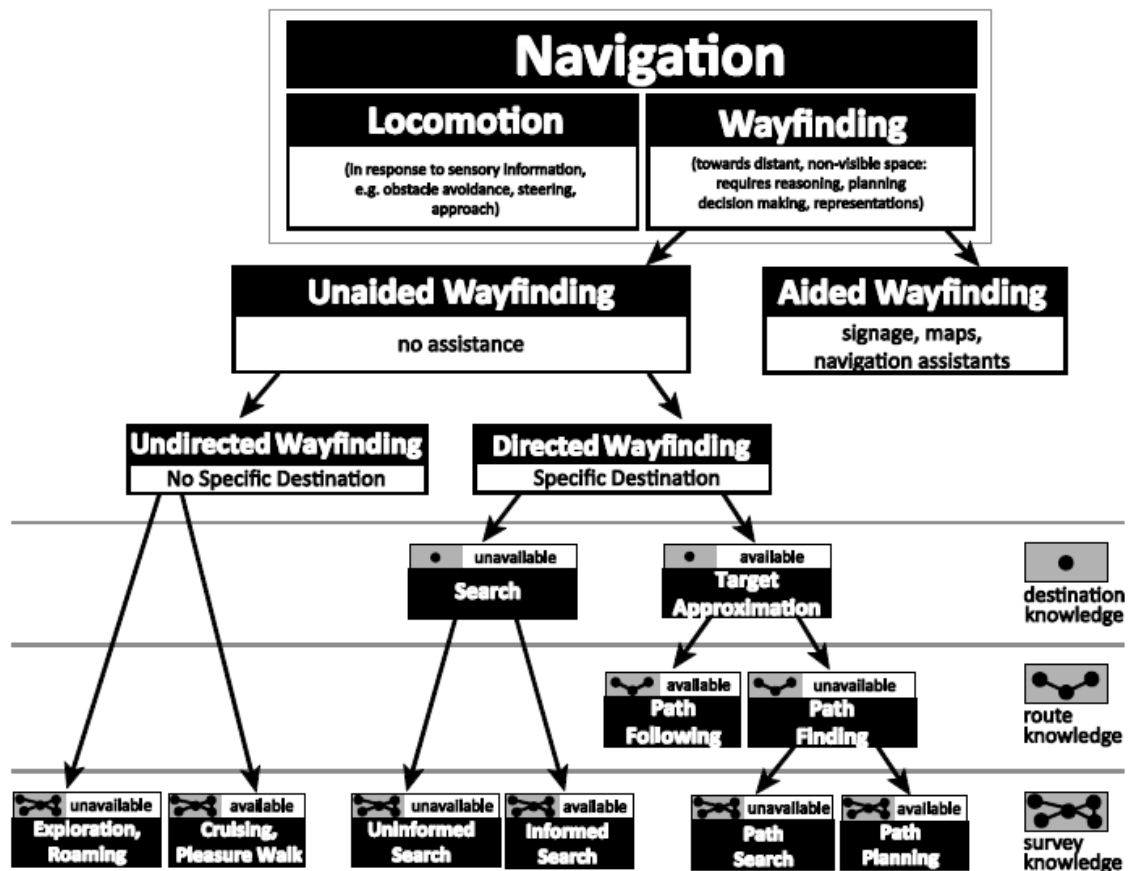 Navigation
Locomotion
(in response to sensory information,
e.g. obstacle avoidance, steering,
approach)
Wayfinding
(towards distant, non-visible space:
requires reasoning, planning
decision making, representations)
Unaided Wayfinding
no assistance
Aided Wayfinding
signage, maps,
navigation assistants
Undirected Wayfinding
No Specific Destination
Directed Wayfinding
Specific Destination
unavailable
Search
available
Target
Approximation
destination
knowledge
available
Path
Following
unavailable
Path
Finding
route
knowledge
unavailable
Exploration,
Roaming
available
Cruising,
Pleasure Walk
unavailable
Uninformed
Search
available
Informed
Search
unavailable
Path
Search
available
Path
Planning
survey
knowledge